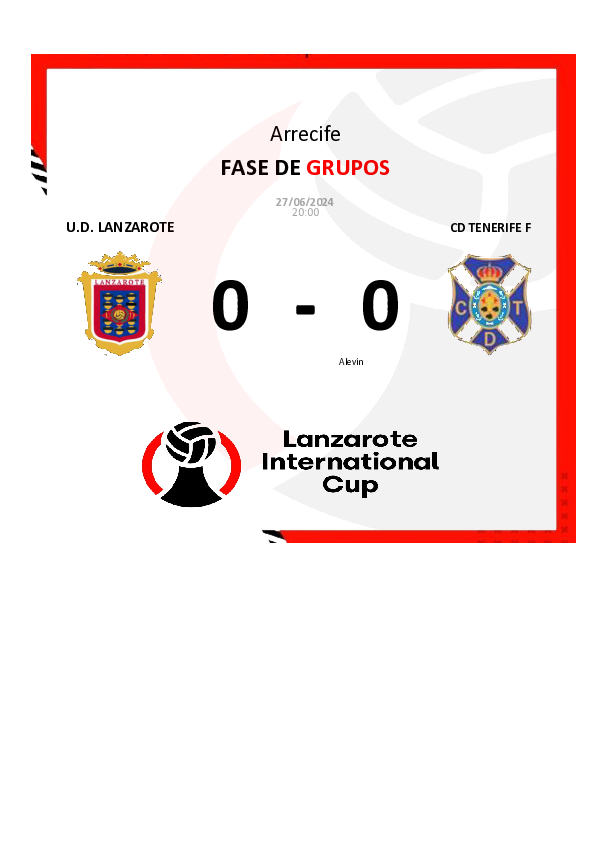 Arrecife
FASE DE GRUPOS
27/06/2024
20:00
U.D. LANZAROTE
CD TENERIFE F
LANZAROTE
0 - 0
C T
D
Alevin
Lanzarote
International
Cup